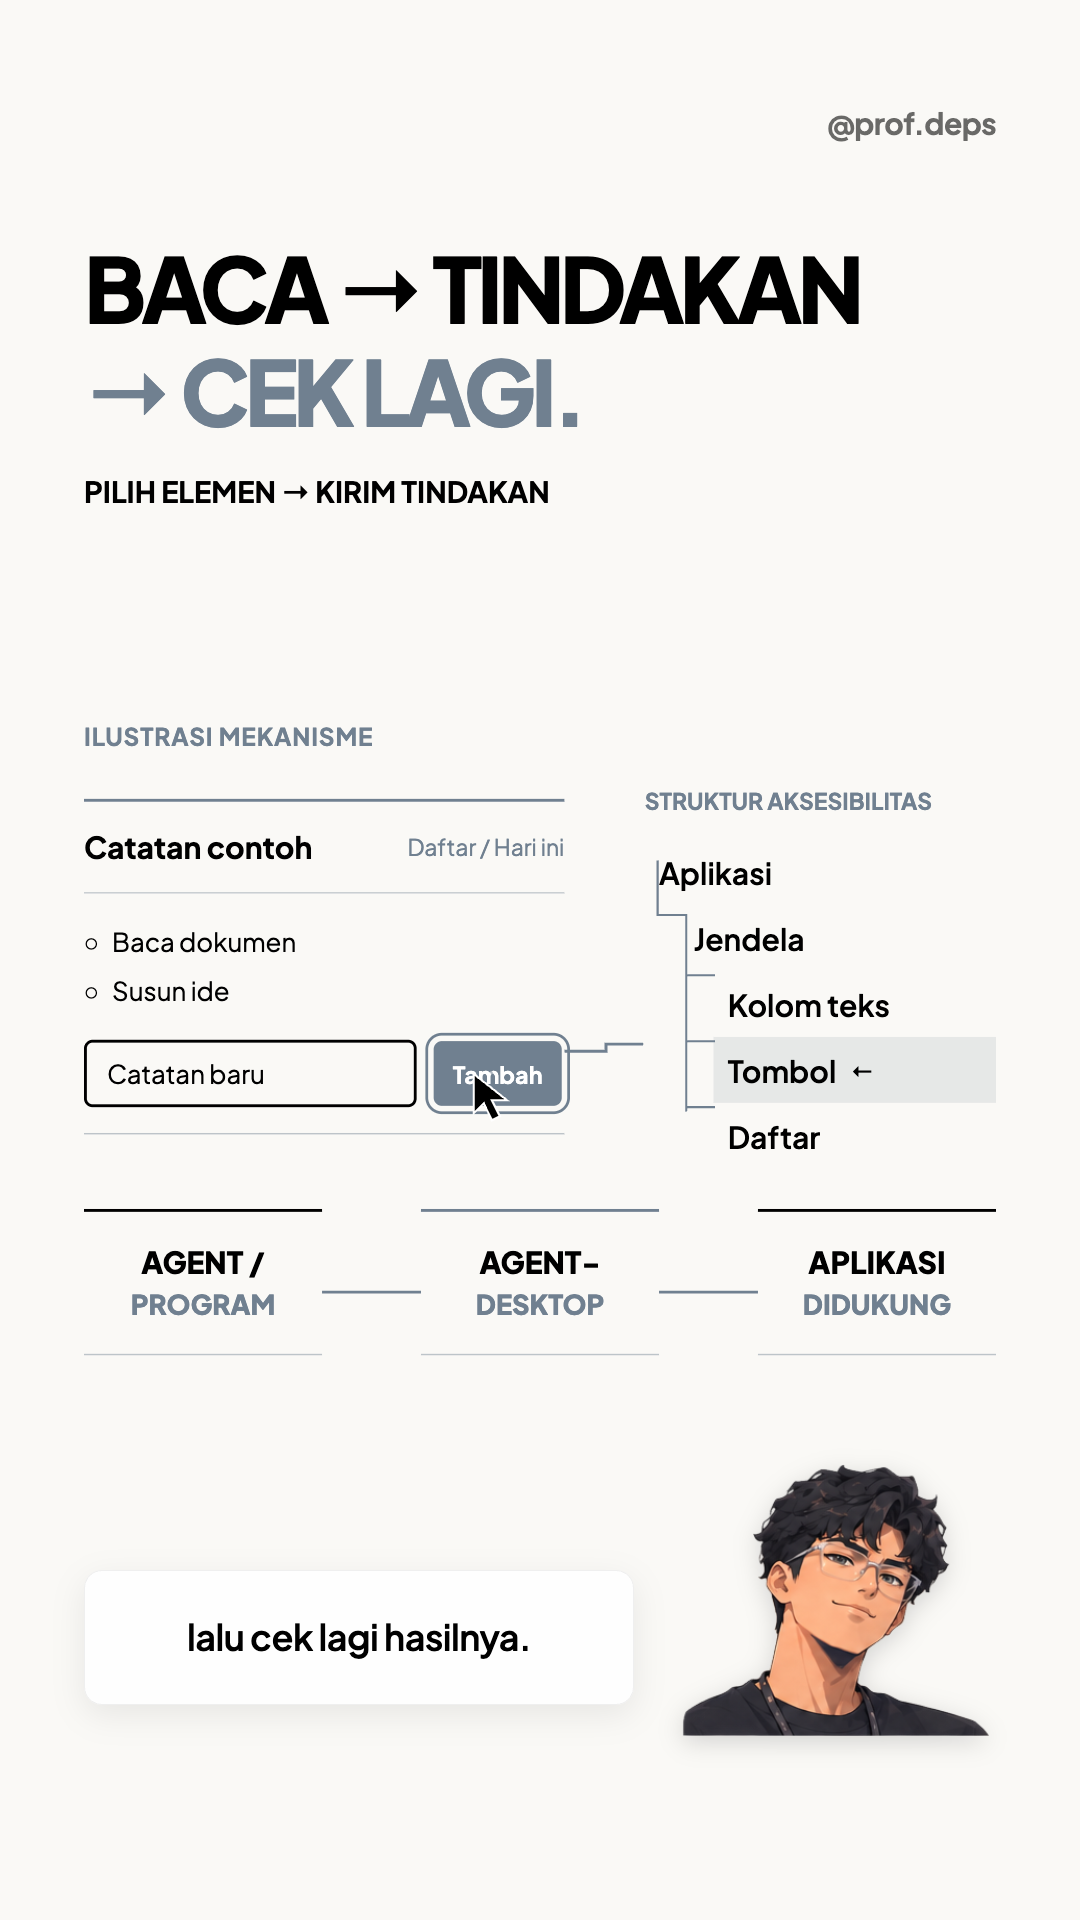 @prof.deps
BACA → TINDAKAN
→ CEK LAGI.
PILIH ELEMEN → KIRIM TINDAKAN
ILUSTRASI MEKANISME
Catatan contoh
Daftar / Hari ini
○ Baca dokumen
○ Susun ide
Catatan baru
Tambah
STRUKTUR AKSESIBILITAS
Aplikasi
Jendela
Kolom teks
Tombol ←
Daftar
AGENT /
PROGRAM
AGENT-
DESKTOP
APLIKASI
DIDUKUNG
lalu cek lagi hasilnya.